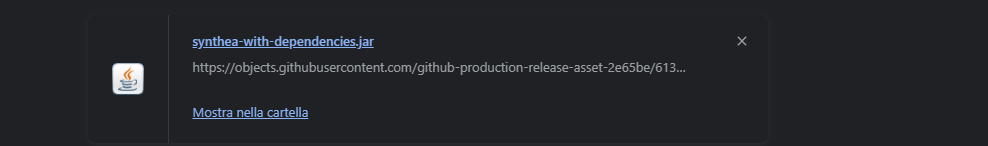 synthea-with-dependencies.jar
https://objects.githubusercontent.com/github-production-release-asset-2e65be/613...
Mostra nella cartella